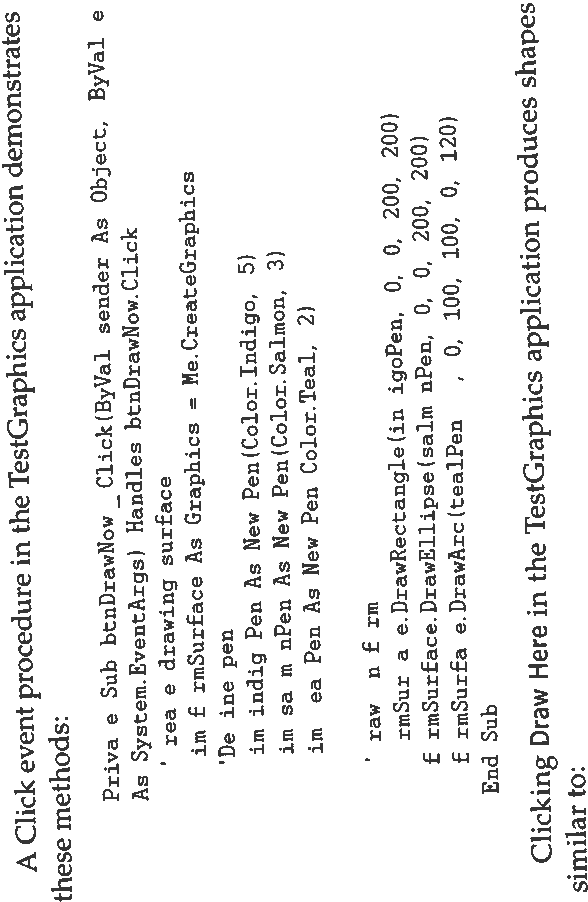 A Click event procedure in the TestGraphics application demonstrates
these methods:
Priva e Sub btnDrawNow_Click(ByVal sender As Object, ByVal e
As System.EventArgs) Handles btnDrawNow.Click
' rea e drawing surface
im f rmSurface As Graphics = Me.CreateGraphics
'De ine pen
im indig Pen As New Pen(Color.Indigo, 5)
im sa m nPen As New Pen(Color.Salmon, 3)
im ea Pen As New Pen Color.Teal, 2)
' raw n f rm
rmSur a e.DrawRectangle(in igoPen, 0, 0, 200, 200)
f rmSurface.DrawEllipse(salm nPen, 0, 0, 200, 200)
f rmSurfa e.DrawArc(tealPen , 0, 100, 100, 0, 120)
End Sub
Clicking Draw Here in the TestGraphics application produces shapes
similar to: